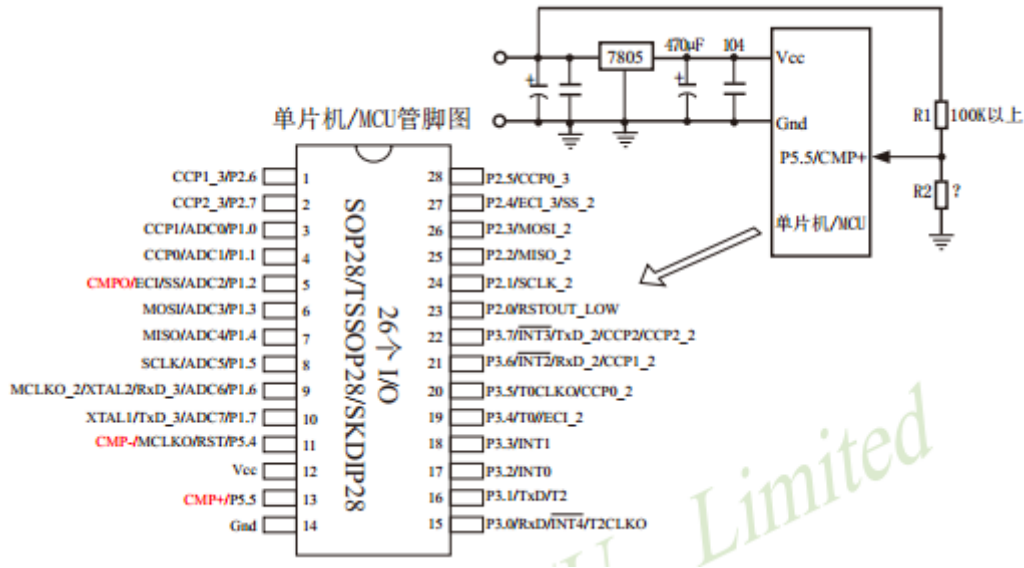 7805
470μF
104
Vcc
Gnd
P5.5/CMP+
单片机/MCU
R1
100K以上
R2
?
单片机/MCU管脚图
CCP1_3/P2.6
1
CCP2_3/P2.7
2
CCP1/ADC0/P1.0
3
CCP0/ADC1/P1.1
4
CMPO/ECI/SS/ADC2/P1.2
5
MOSI/ADC3/P1.3
6
MISO/ADC4/P1.4
7
SCLK/ADC5/P1.5
8
MCLKO_2/XTAL2/RxD_3/ADC6/P1.6
9
XTAL1/TxD_3/ADC7/P1.7
10
CMP-/MCLKO/RST/P5.4
11
Vcc
12
CMP+/P5.5
13
Gnd
14
SOP28/TSSOP28/SKDIP28
26个 I/O
28
P2.5/CCP0_3
27
P2.4/ECI_3/SS_2
26
P2.3/MOSI_2
25
P2.2/MISO_2
24
P2.1/SCLK_2
23
P2.0/RSTOUT_LOW
22
P3.7/INT3/TxD_2/CCP2/CCP2_2
21
P3.6/INT2/RxD_2/CCP1_2
20
P3.5/T0CLKO/CCP0_2
19
P3.4/T0//ECI_2
18
P3.3/INT1
17
P3.2/INT0
16
P3.1/TxD/T2
15
P3.0/RxD/INT4/T2CLKO
Limited